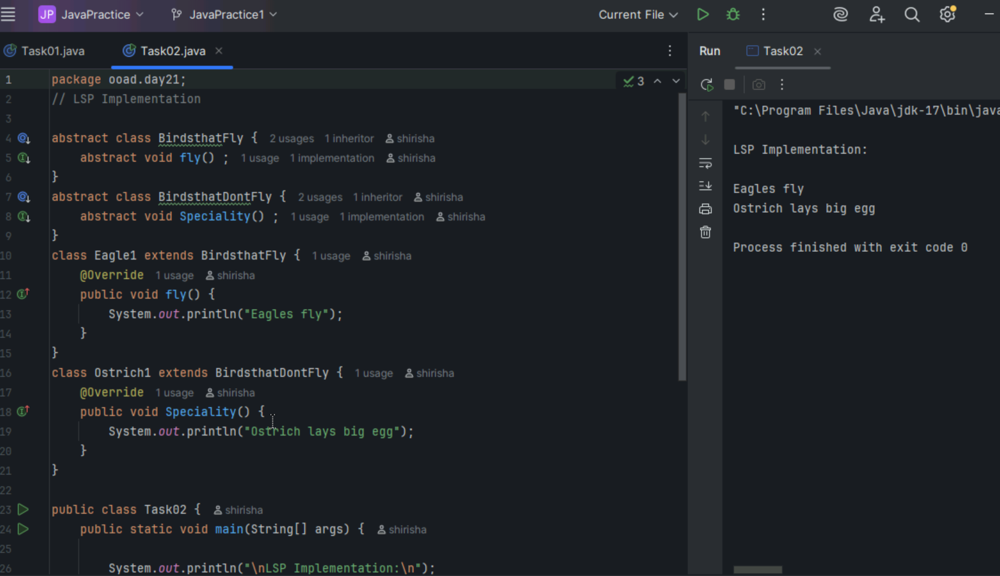 JP JavaPractice JavaPractice1 Current File
Task01.java Task02.java Run Task02
1 package ooad.day21; 3
2 // LSP Implementation
3
4 abstract class BirdsthatFly { 2 usages 1 inheritor shirisha
5 abstract void fly() ; 1 usage 1 implementation shirisha
6 }
7 abstract class BirdsthatDontFly { 2 usages 1 inheritor shirisha
8 abstract void Speciality() ; 1 usage 1 implementation shirisha
9 }
10 class Eagle1 extends BirdsthatFly { 1 usage shirisha
11 @Override 1 usage shirisha
12 public void fly() {
13 System.out.println("Eagles fly");
14 }
15 }
16 class Ostrich1 extends BirdsthatDontFly { 1 usage shirisha
17 @Override 1 usage shirisha
18 public void Speciality() {
19 System.out.println("Ostrich lays big egg");
20 }
21 }
22
23 public class Task02 { shirisha
24 public static void main(String[] args) { shirisha
25
26 System.out.println("\nLSP Implementation:\n");
"C:\Program Files\Java\jdk-17\bin\java
LSP Implementation:
Eagles fly
Ostrich lays big egg
Process finished with exit code 0